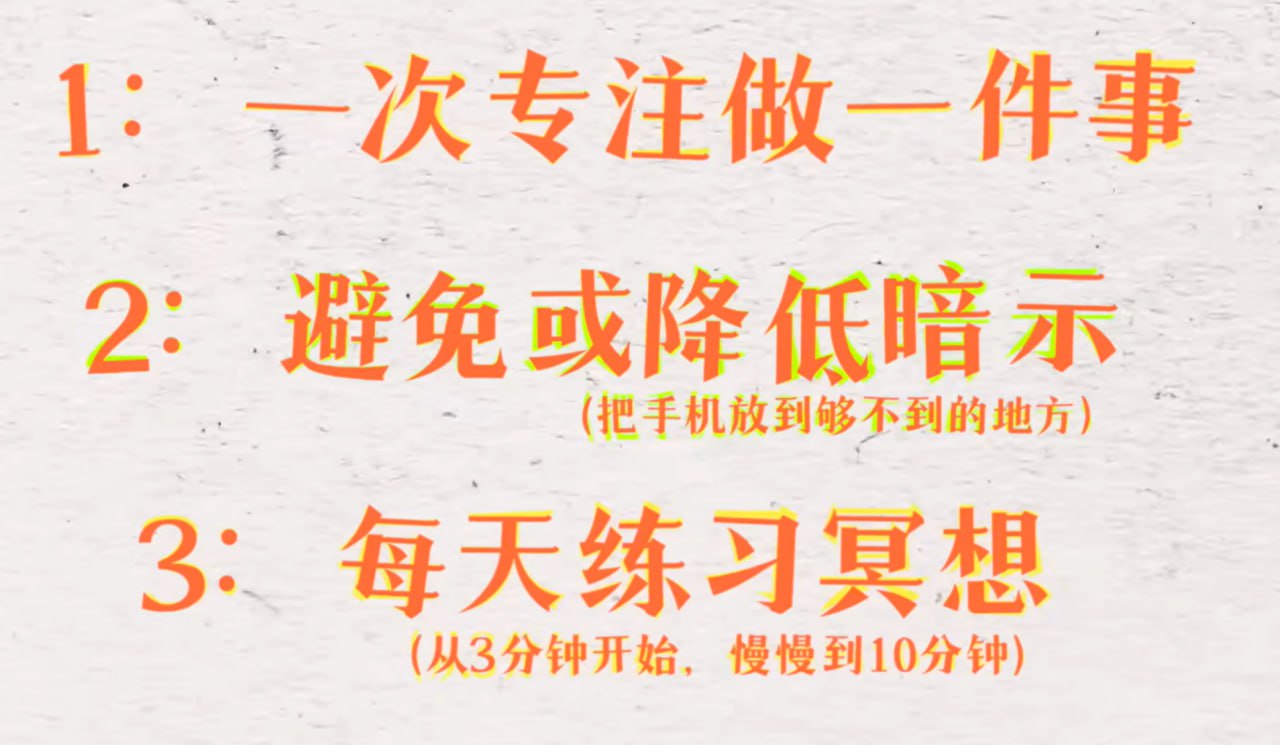 1： 一次专注做一件事
2： 避免或降低暗示
（把手机放到够不到的地方）
3： 每天练习冥想
（从3分钟开始，慢慢到10分钟）